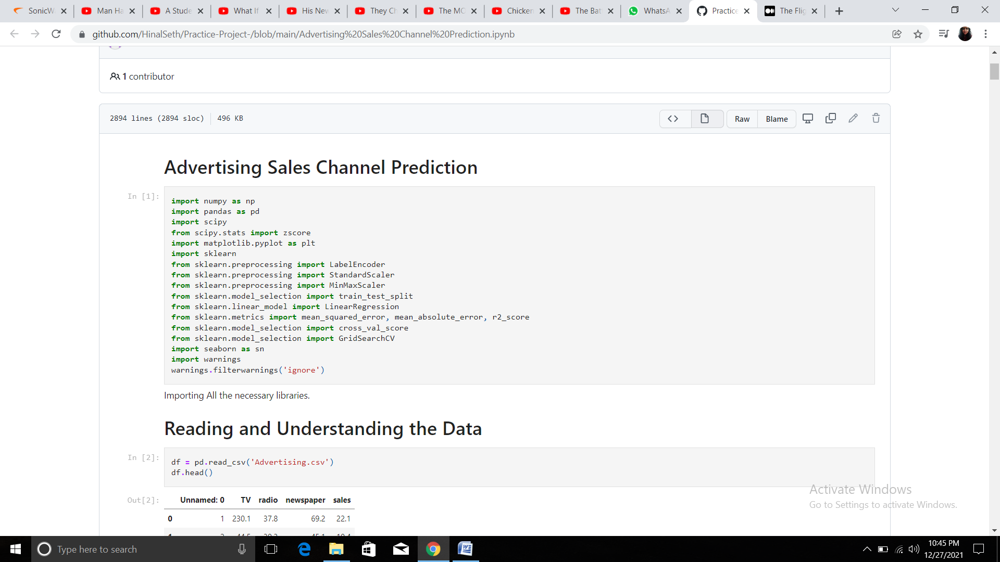 SonicW
Man Ha
A Stude
What If
His New
They Ch
The MC
Chicken
The Bat
WhatsA
Practice
The Flig
github.com/HinalSeth/Practice-Project-/blob/main/Advertising%20Sales%20Channel%20Prediction.ipynb
1 contributor
2894 lines (2894 sloc) 496 KB
<> Raw Blame
Advertising Sales Channel Prediction
In [1]:
import numpy as np
import pandas as pd
import scipy
from scipy.stats import zscore
import matplotlib.pyplot as plt
import sklearn
from sklearn.preprocessing import LabelEncoder
from sklearn.preprocessing import StandardScaler
from sklearn.preprocessing import MinMaxScaler
from sklearn.model_selection import train_test_split
from sklearn.linear_model import LinearRegression
from sklearn.metrics import mean_squared_error, mean_absolute_error, r2_score
from sklearn.model_selection import cross_val_score
from sklearn.model_selection import GridSearchCV
import seaborn as sn
import warnings
warnings.filterwarnings('ignore')
Importing All the necessary libraries.
Reading and Understanding the Data
In [2]:
df = pd.read_csv('Advertising.csv')
df.head()
Out[2]:
Unnamed: 0 TV radio newspaper sales
0 1 230.1 37.8 69.2 22.1
Activate Windows
Go to Settings to activate Windows.
Type here to search
10:45 PM
12/27/2021